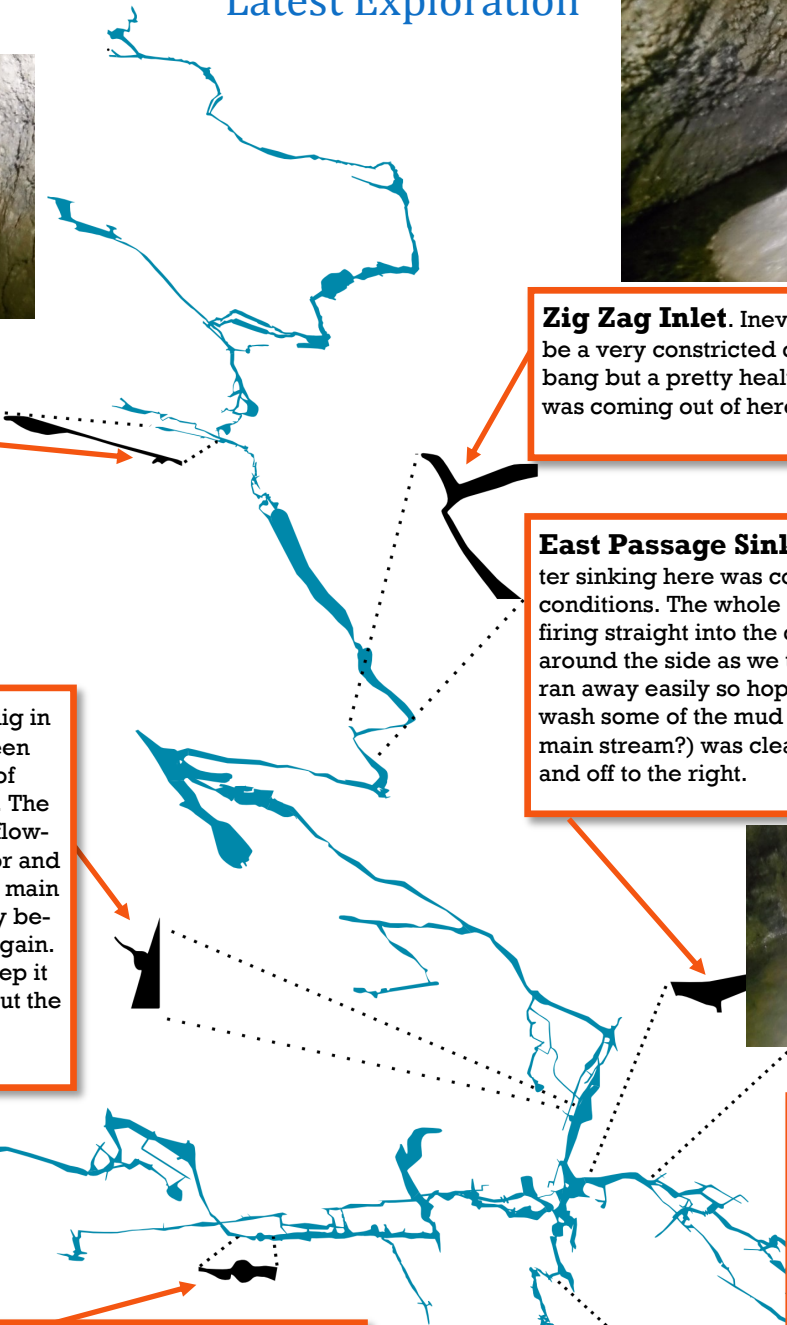 Latest Exploration
Zig Zag Inlet. Inev
be a very constricted
bang but a pretty heal
was coming out of here
East Passage Sink
ter sinking here was co
conditions. The whole
firing straight into the
around the side as we
ran away easily so hop
wash some of the mud
main stream?) was clea
and off to the right.
ig in
een
of
. The
flow-
or and
main
y be-
gain.
ep it
ut the